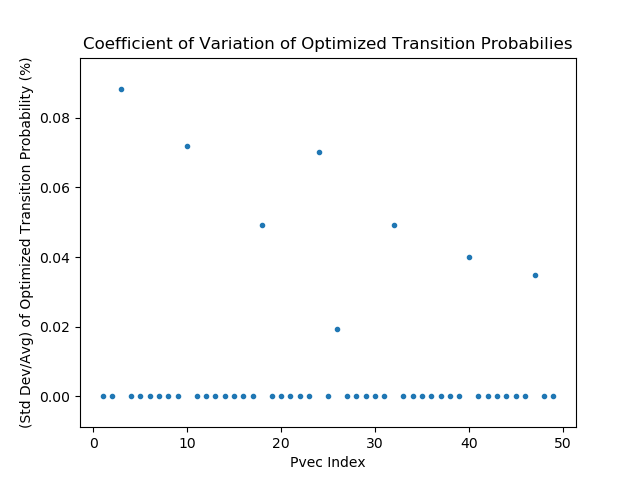 Coefficient of Variation of Optimized Transition Probabilies
(Std Dev/Avg) of Optimized Transition Probability (%)
0.08
0.06
0.04
0.02
0.00
0 10 20 30 40 50
Pvec Index